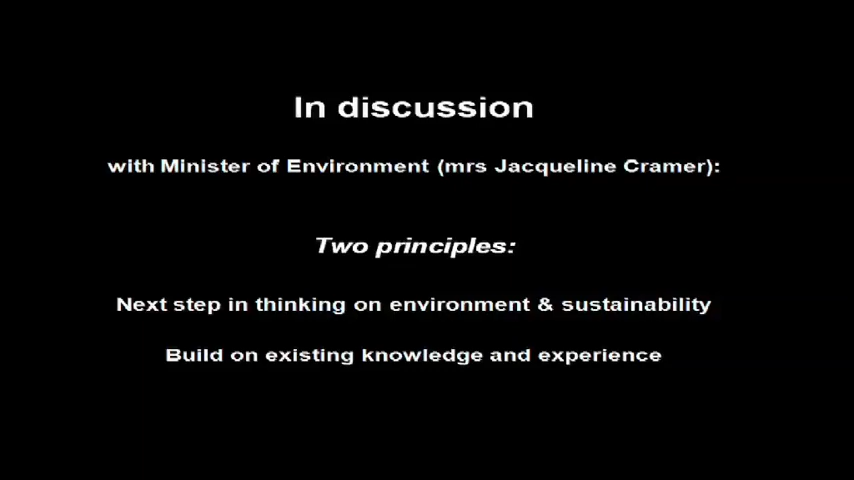 In discussion
with Minister of Environment (mrs Jacqueline Cramer):
Two principles:
Next step in thinking on environment & sustainability
Build on existing knowledge and experience